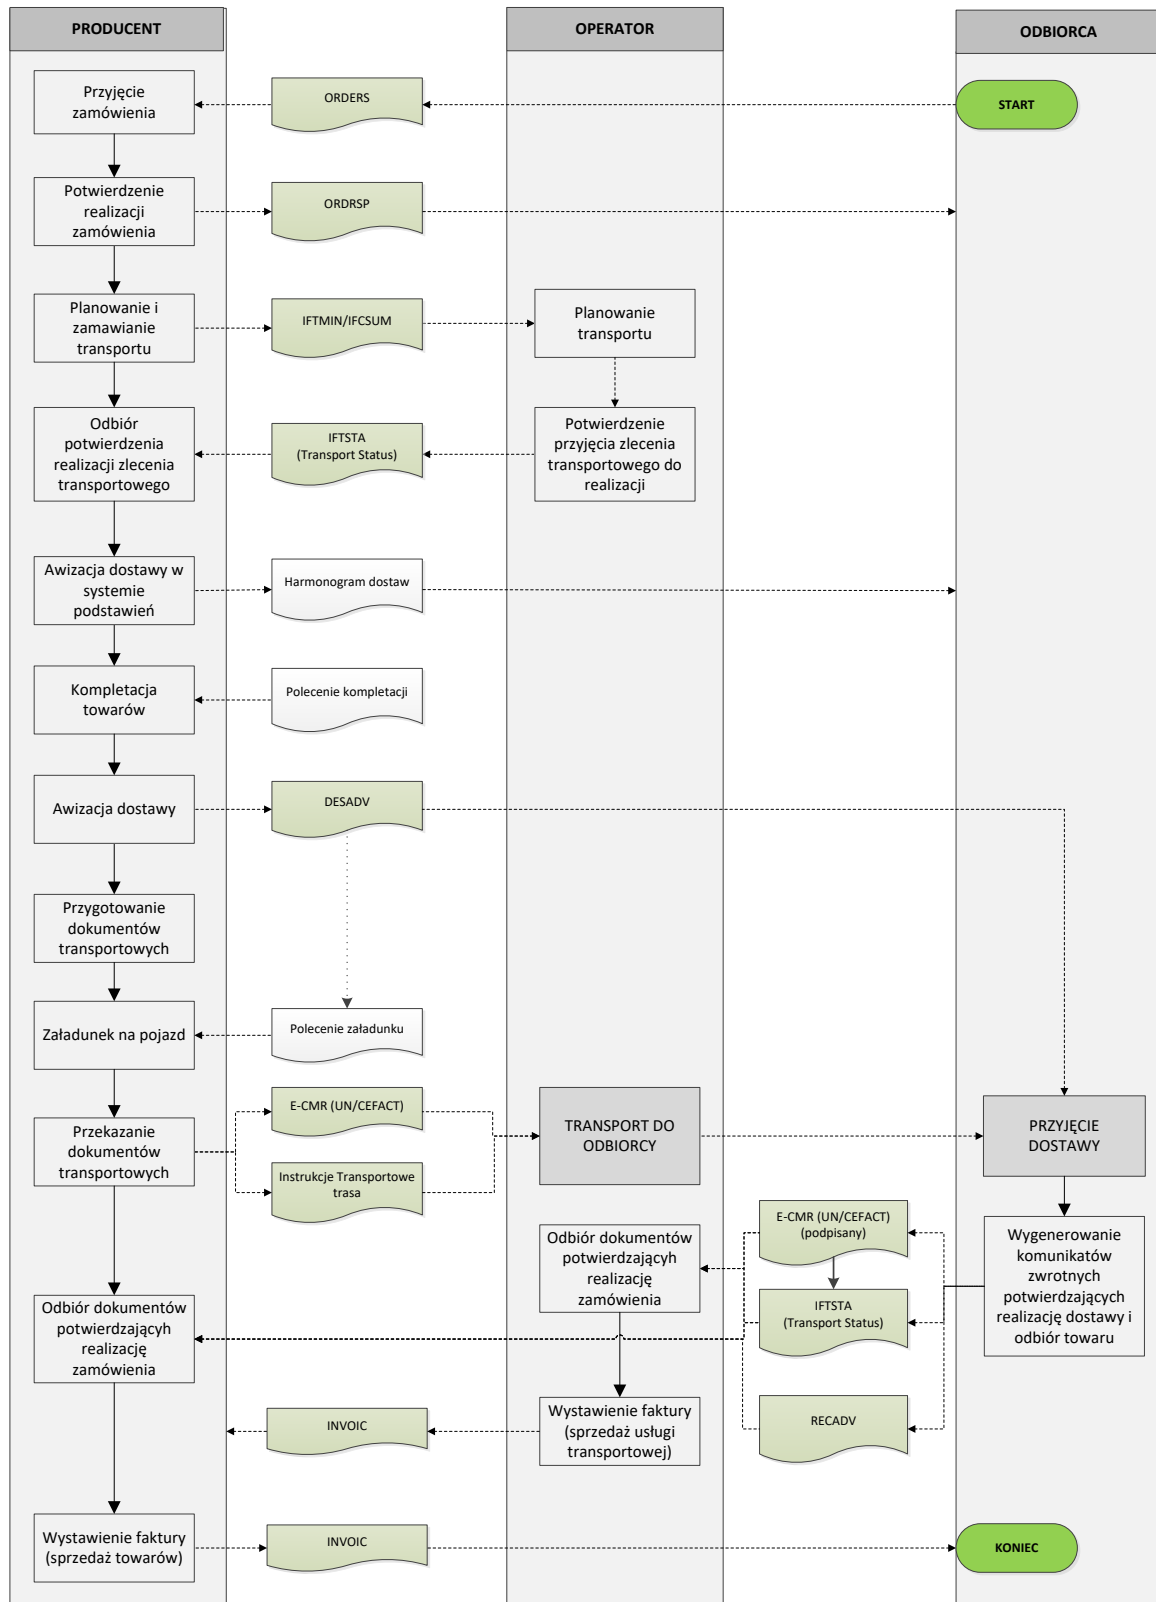 PRODUCENT
OPERATOR
ODBIORCA
Przyjęcie
zamówienia
ORDERS
START
Potwierdzenie
realizacji
zamówienia
ORDRSP
Planowanie i
zamawianie
transportu
IFTMIN/IFCSUM
Planowanie
transportu
Odbiór
potwierdzenia
realizacji zlecenia
transportowego
IFTSTA
(Transport Status)
Potwierdzenie
przyjęcia zlecenia
transportowego do
realizacji
Awizacja dostawy w
systemie
podstawień
Harmonogram dostaw
Kompletacja
towarów
Polecenie kompletacji
Awizacja dostawy
DESADV
Przygotowanie
dokumentów
transportowych
Załadunek na pojazd
Polecenie załadunku
Przekazanie
dokumentów
transportowych
E-CMR (UN/CEFACT)
Instrukcje Transportowe
trasa
TRANSPORT DO
ODBIORCY
PRZYJĘCIE
DOSTAWY
E-CMR (UN/CEFACT)
(podpisany)
Odbiór dokumentów
potwierdzającyh
realizację
zamówienia
IFTSTA
(Transport Status)
Wygenerowanie
komunikatów
zwrotnych
potwierdzających
realizację dostawy i
odbiór towaru
Odbiór dokumentów
potwierdzającyh
realizację
zamówienia
RECADV
INVOIC
Wystawienie faktury
(sprzedaż usługi
transportowej)
Wystawienie faktury
(sprzedaż towarów)
INVOIC
KONIEC